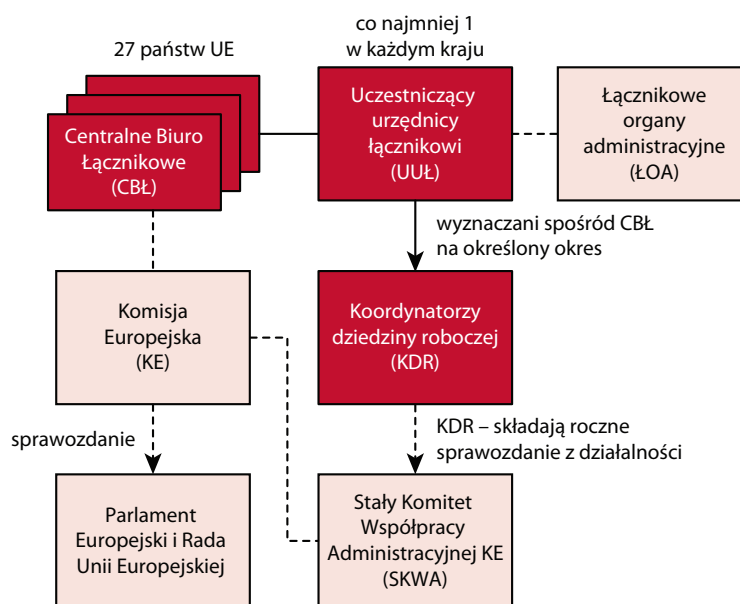 27 państw UE
co najmniej 1
w każdym kraju
Centralne Biuro
Łącznikowe
(CBŁ)
Uczestniczący
urzędnicy
łącznikowi
(UUŁ)
Łącznikowe
organy
administracyjne
(ŁOA)
wyznaczani spośród CBŁ
na określony okres
Komisja
Europejska
(KE)
Koordynatorzy
dziedziny roboczej
(KDR)
sprawozdanie
KDR – składają roczne
sprawozdanie z działalności
Parlament
Europejski i Rada
Unii Europejskiej
Stały Komitet
Współpracy
Administracyjnej KE
(SKWA)